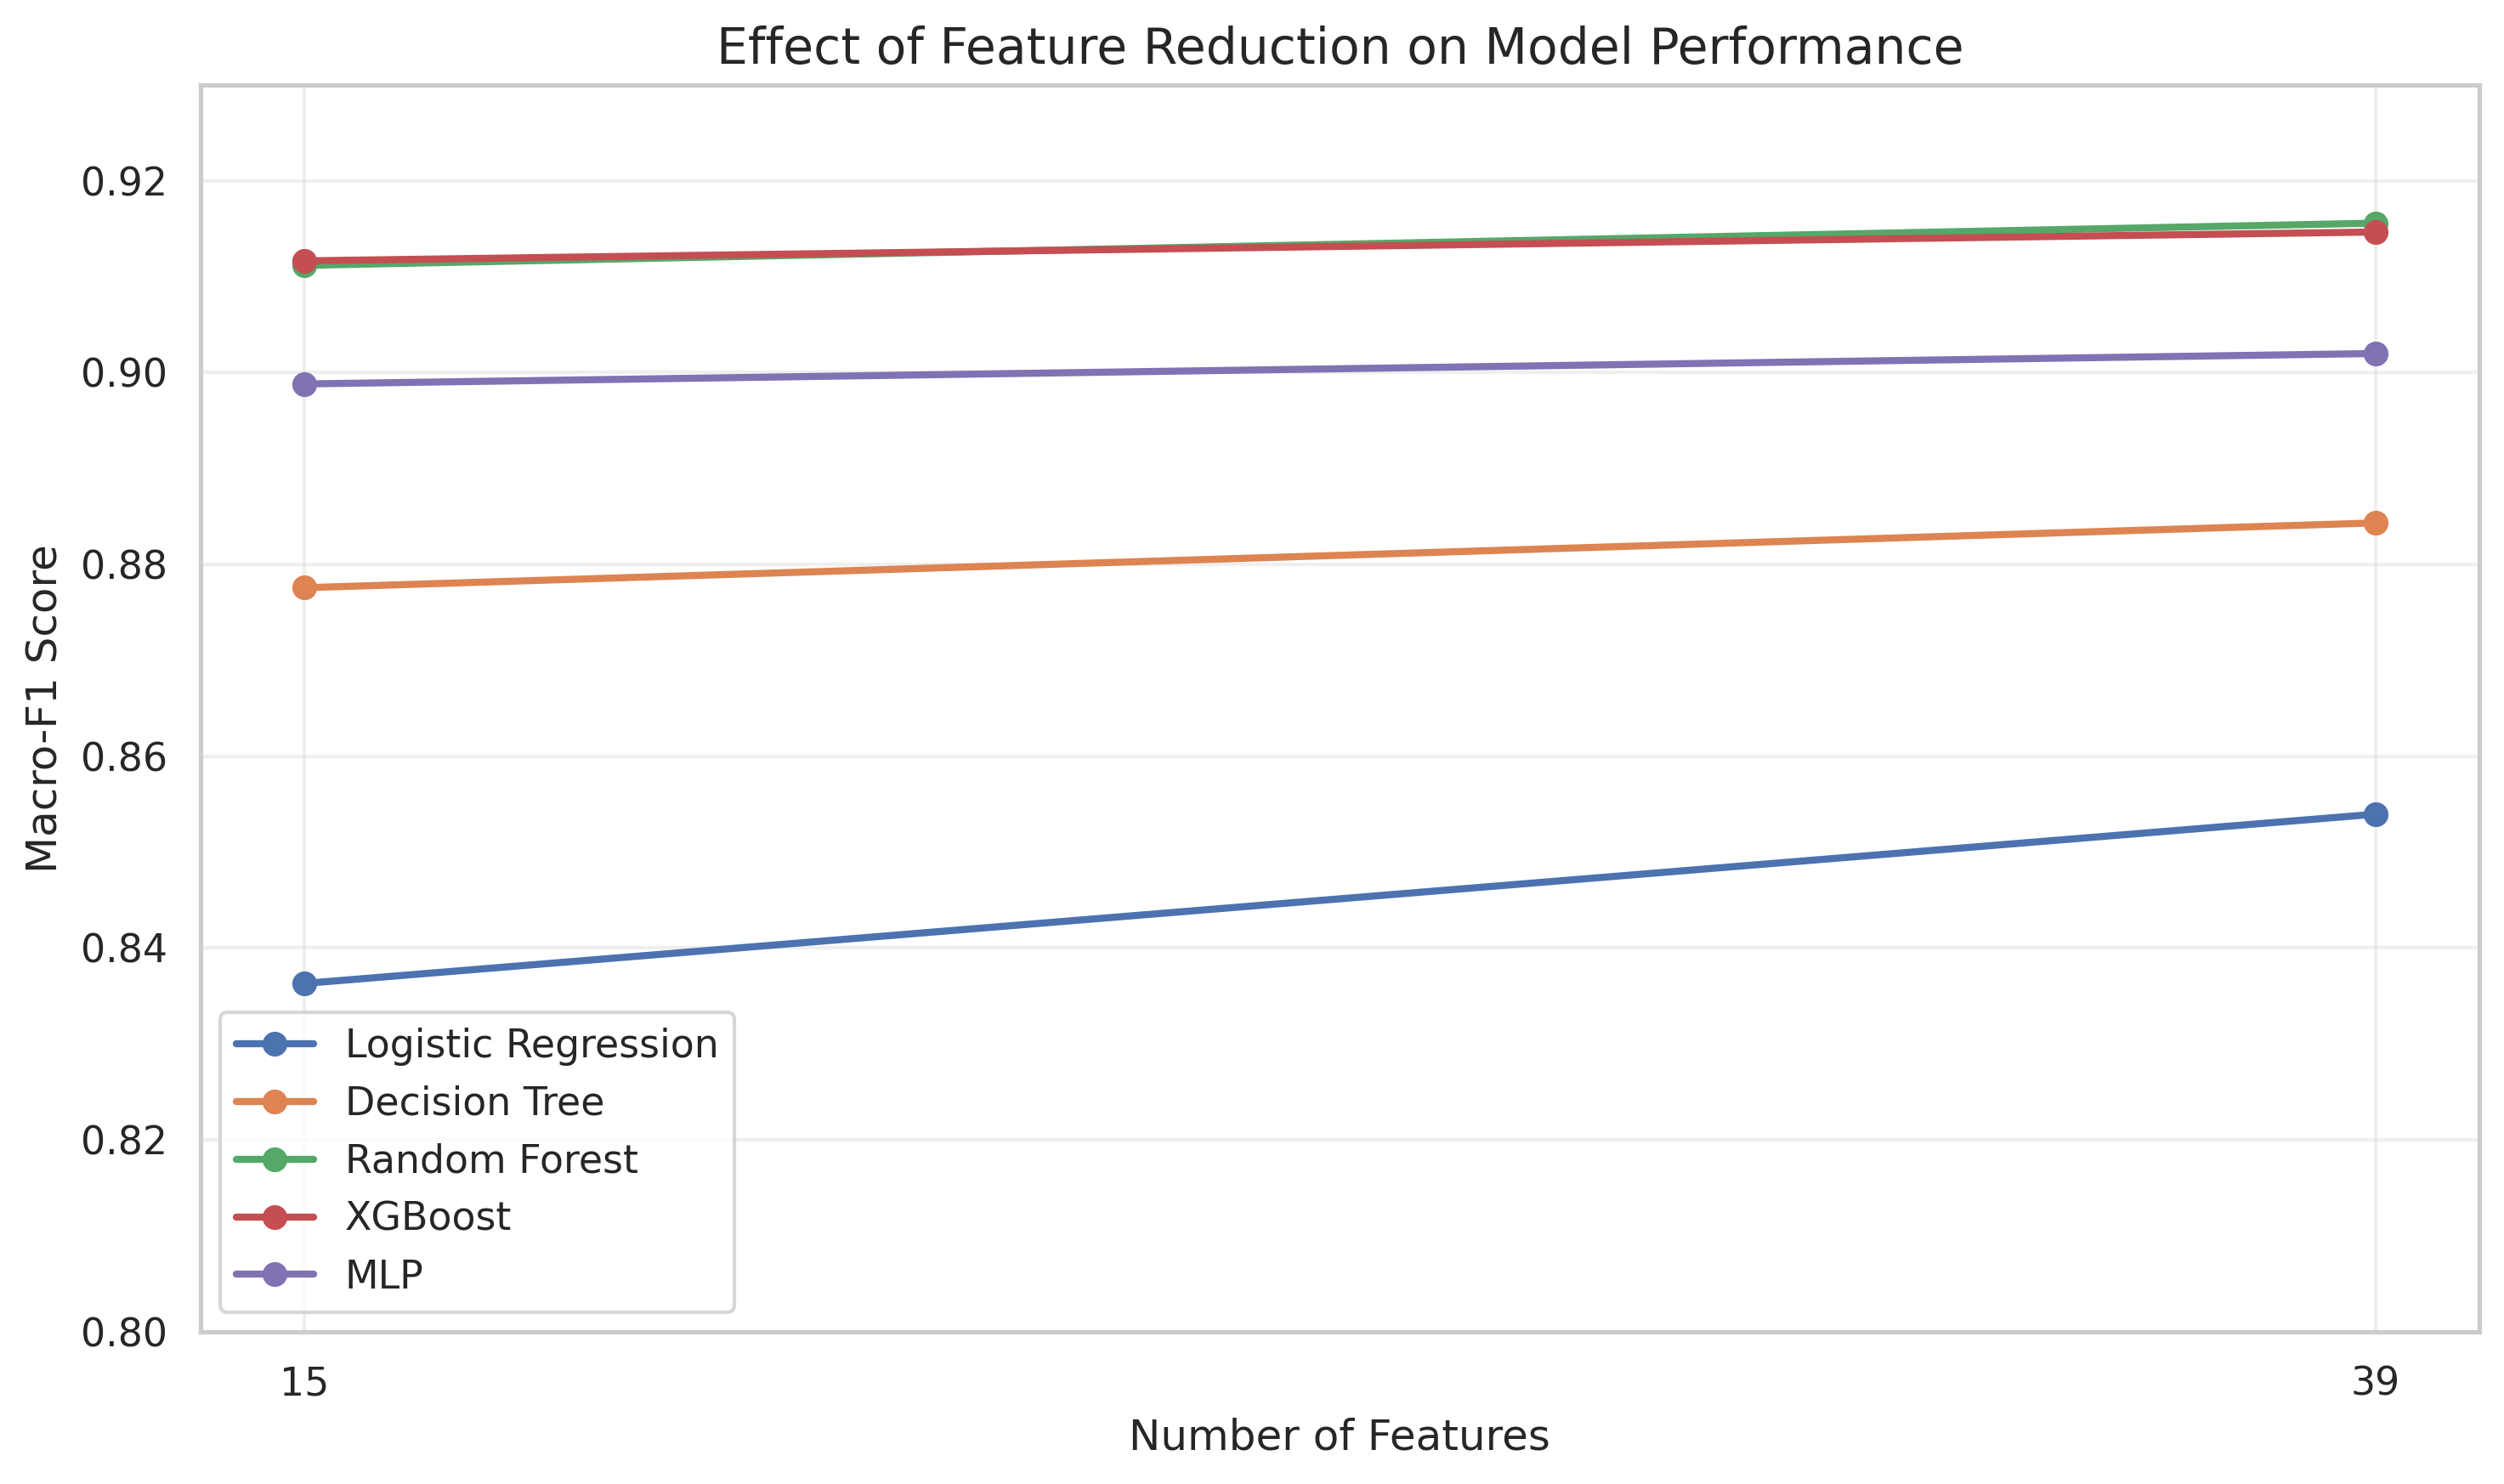 Effect of Feature Reduction on Model Performance
Macro-F1 Score
0.92
0.90
0.88
0.86
0.84
0.82
0.80
Logistic Regression
Decision Tree
Random Forest
XGBoost
MLP
15
39
Number of Features